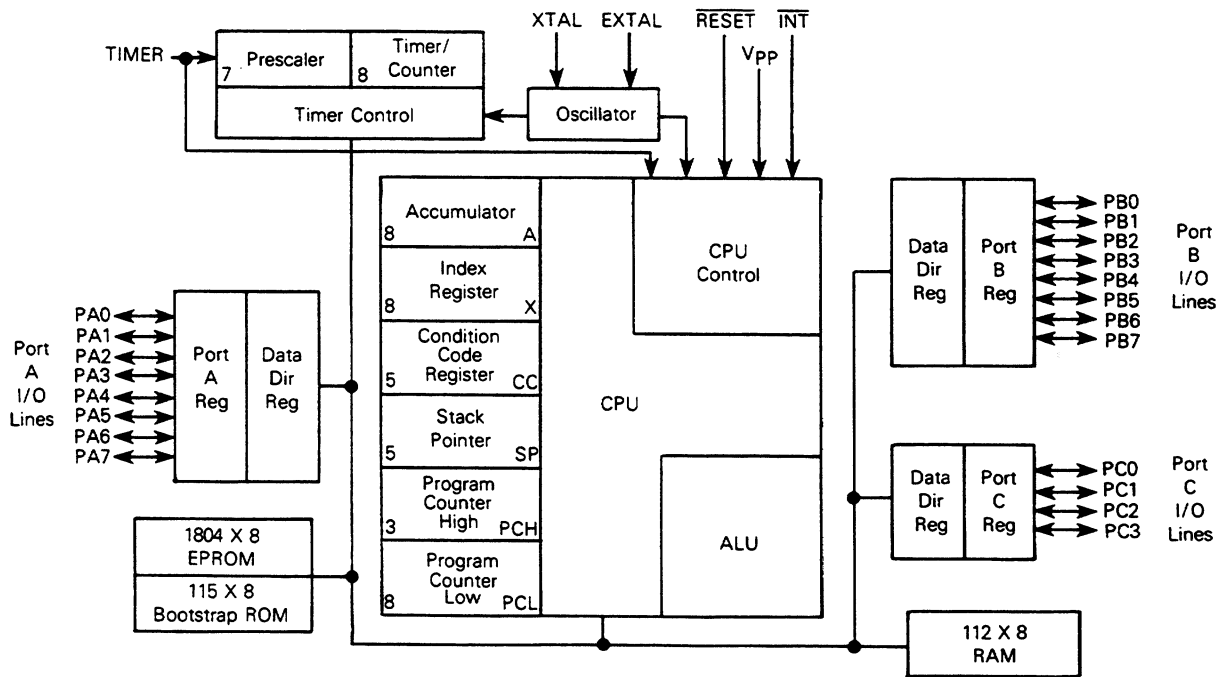 TIMER
7 Prescaler
8 Timer/
Counter
Timer Control
XTAL
EXTAL
RESET
INT
VPP
Oscillator
8 Accumulator A
Index
Register
8 X
Condition
Code
Register
5 CC
Stack
Pointer
5 SP
Program
Counter
High
3 PCH
Program
Counter
Low
8 PCL
CPU
CPU
Control
ALU
Port
A
I/O
Lines
PA0
PA1
PA2
PA3
PA4
PA5
PA6
PA7
Port
A
Reg
Data
Dir
Reg
1804 X 8
EPROM
115 X 8
Bootstrap ROM
Data
Dir
Reg
Port
B
Reg
PB0
PB1
PB2
PB3
PB4
PB5
PB6
PB7
Port
B
I/O
Lines
Data
Dir
Reg
Port
C
Reg
PC0
PC1
PC2
PC3
Port
C
I/O
Lines
112 X 8
RAM